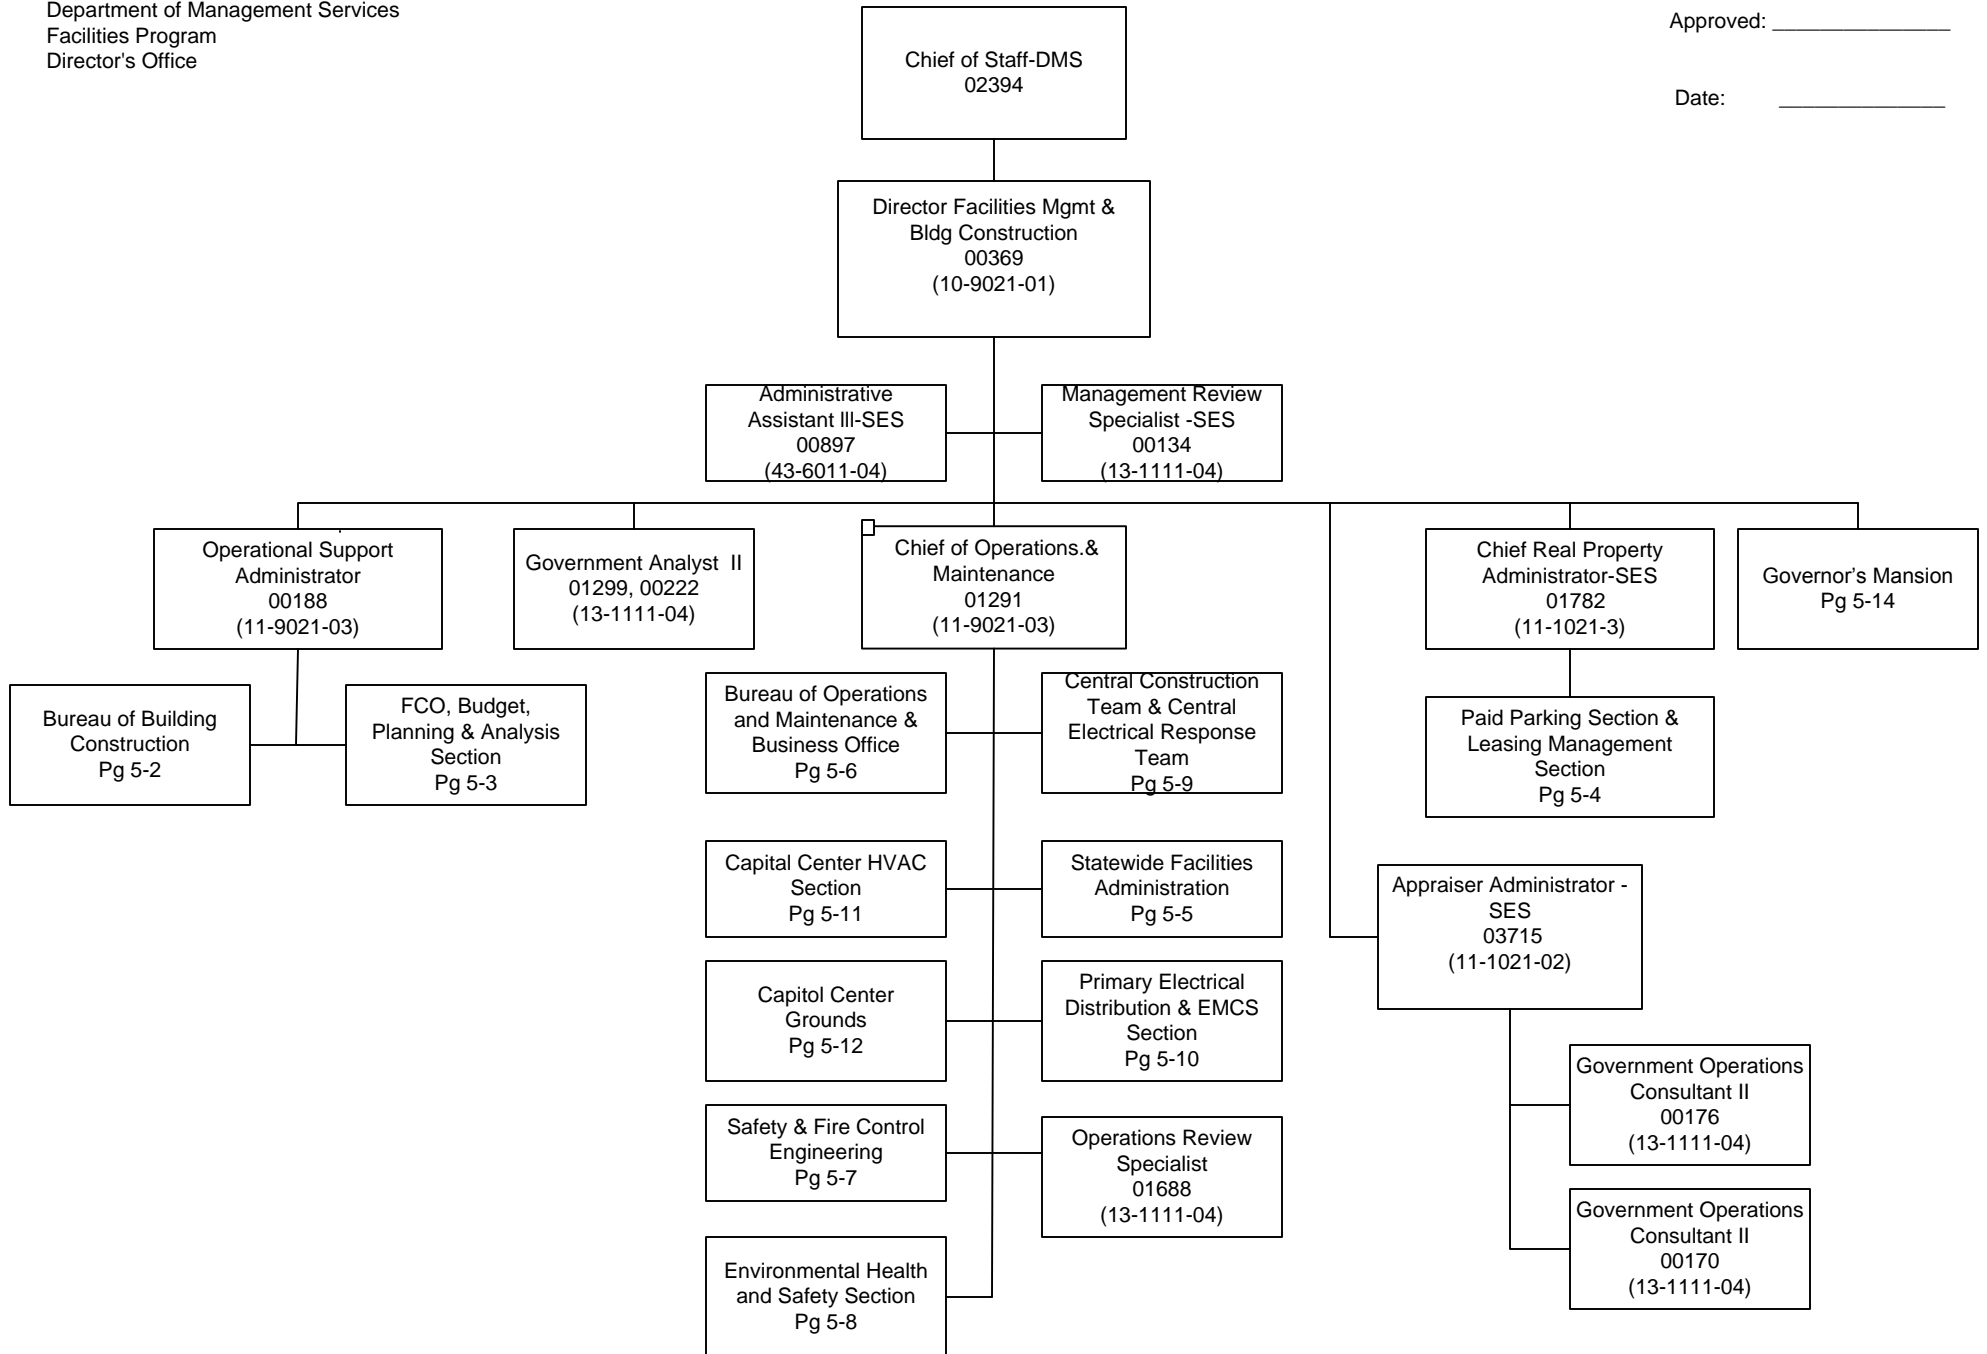 Department of Management Services
Facilities Program
Director's Office
Approved: _______________
Date: ______________
Chief of Staff-DMS
02394
Director Facilities Mgmt &
Bldg Construction
00369
(10-9021-01)
Administrative
Assistant III-SES
00897
(43-6011-04)
Management Review
Specialist -SES
00134
(13-1111-04)
Operational Support
Administrator
00188
(11-9021-03)
Government Analyst II
01299, 00222
(13-1111-04)
Chief of Operations.&
Maintenance
01291
(11-9021-03)
Chief Real Property
Administrator-SES
01782
(11-1021-3)
Governor’s Mansion
Pg 5-14
Bureau of Building
Construction
Pg 5-2
FCO, Budget,
Planning & Analysis
Section
Pg 5-3
Bureau of Operations
and Maintenance &
Business Office
Pg 5-6
Central Construction
Team & Central
Electrical Response
Team
Pg 5-9
Paid Parking Section &
Leasing Management
Section
Pg 5-4
Capital Center HVAC
Section
Pg 5-11
Statewide Facilities
Administration
Pg 5-5
Appraiser Administrator -
SES
03715
(11-1021-02)
Capitol Center
Grounds
Pg 5-12
Primary Electrical
Distribution & EMCS
Section
Pg 5-10
Government Operations
Consultant II
00176
(13-1111-04)
Safety & Fire Control
Engineering
Pg 5-7
Operations Review
Specialist
01688
(13-1111-04)
Government Operations
Consultant II
00170
(13-1111-04)
Environmental Health
and Safety Section
Pg 5-8